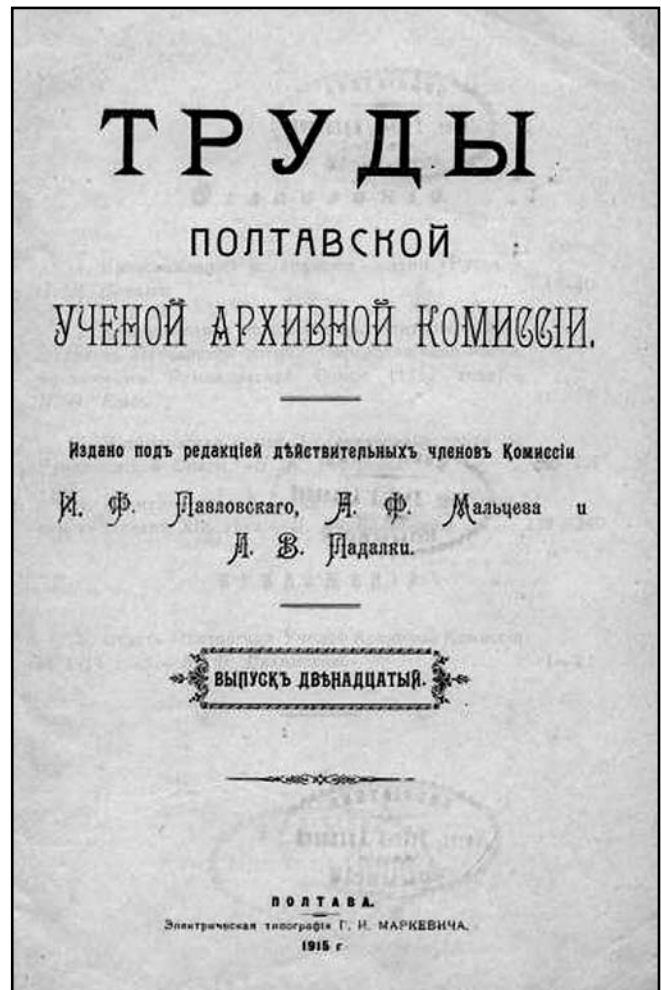 ТРУДЫ
ПОЛТАВСКОЙ
УЧЕНОЙ АРХИВНОЙ КОМИССІИ.
Издано подъ редакціей дѣйствительныхъ членовъ Комиссіи
И. Ф. Павловскаго, А. Ф. Мальцева и
Л. В. Падалки.
ВЫПУСКЪ ДВѢНАДЦАТЫЙ.
ПОЛТАВА.
Электрическая типографія Г. И. МАРКЕВИЧА.
1915 г